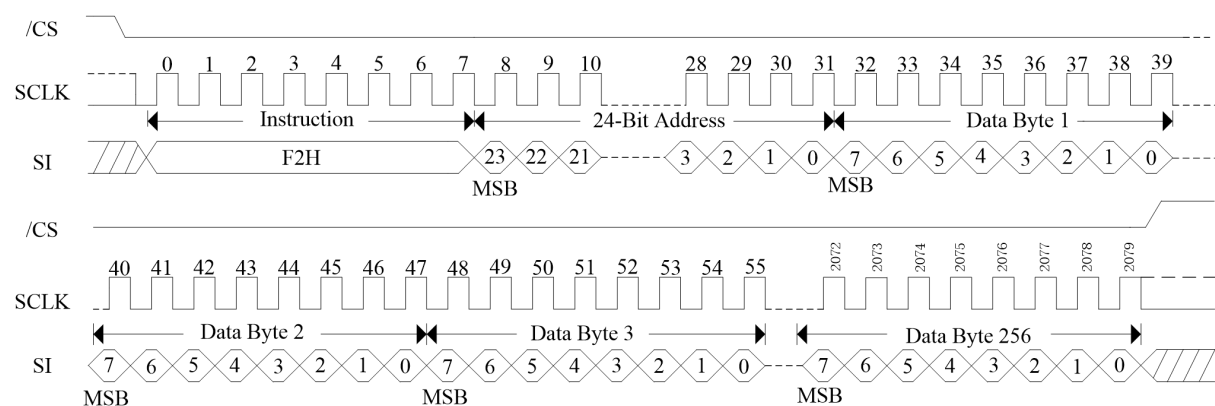 /CS
0 1 2 3 4 5 6 7 8 9 10 28 29 30 31 32 33 34 35 36 37 38 39
SCLK
Instruction 24-Bit Address Data Byte 1
SI F2H 23 22 21 3 2 1 0 7 6 5 4 3 2 1 0
MSB MSB
/CS
40 41 42 43 44 45 46 47 48 49 50 51 52 53 54 55 2072 2073 2074 2075 2076 2077 2078 2079
SCLK
Data Byte 2 Data Byte 3 Data Byte 256
SI 7 6 5 4 3 2 1 0 7 6 5 4 3 2 1 0 7 6 5 4 3 2 1 0
MSB MSB MSB